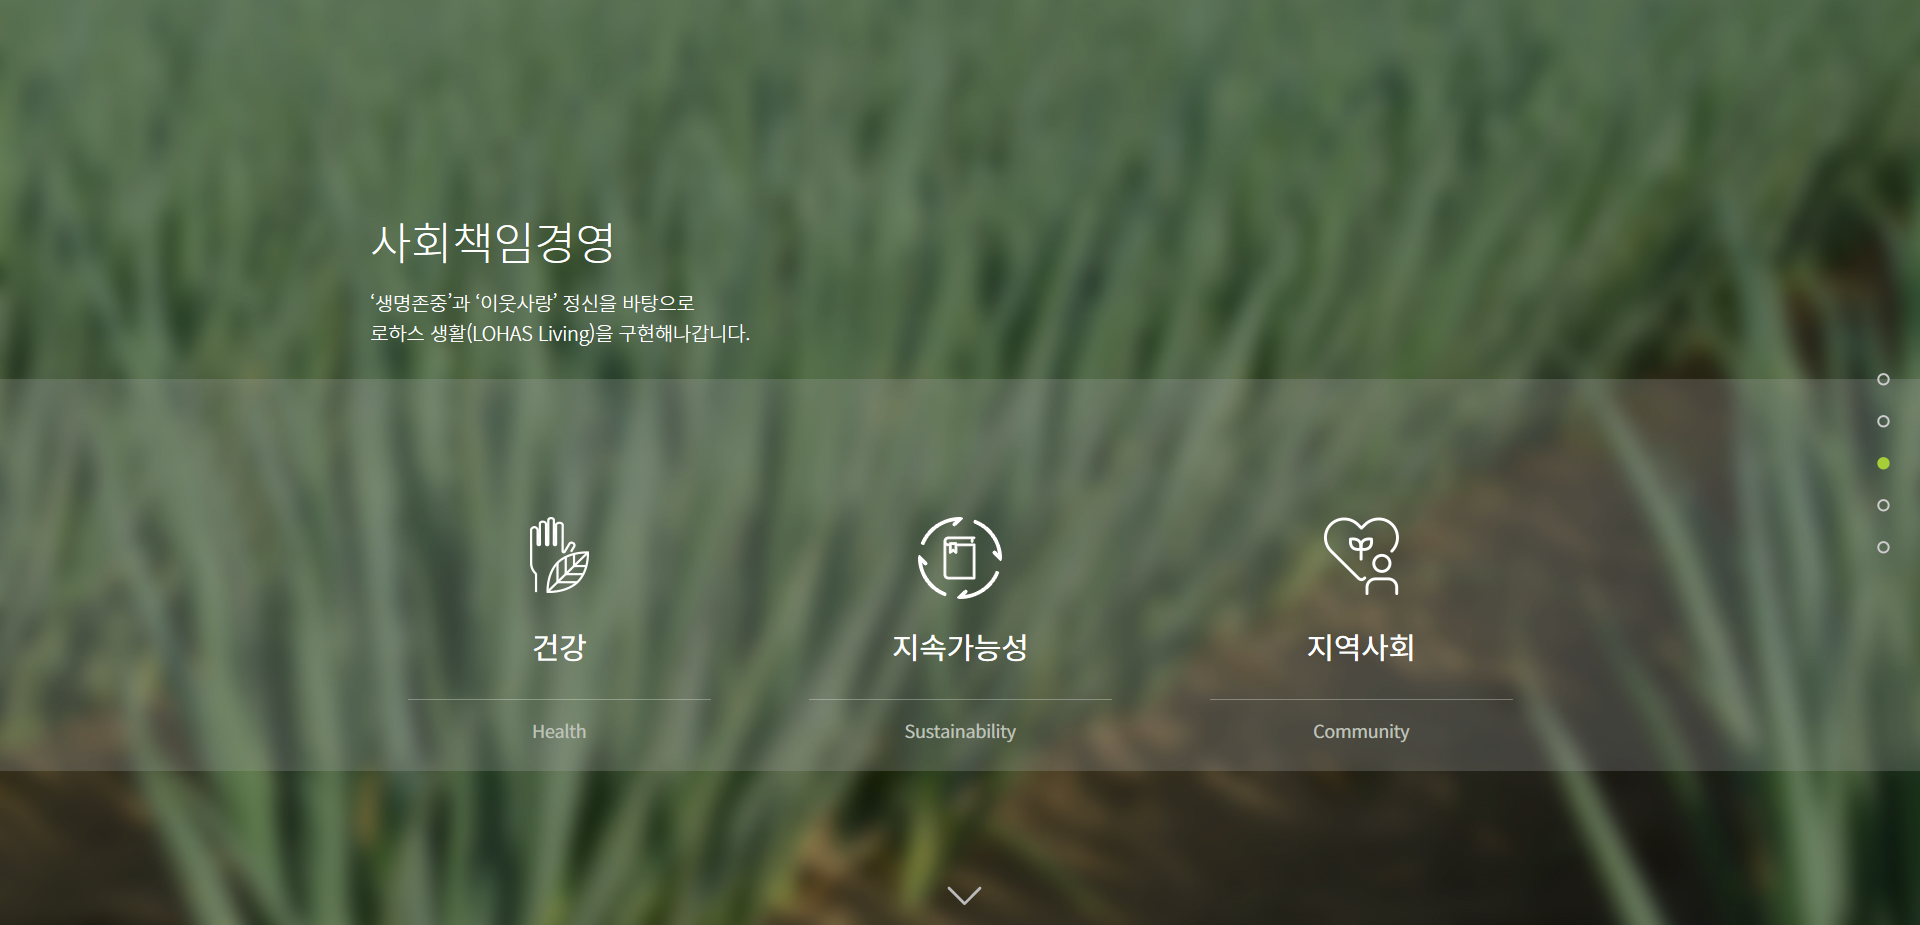 사회책임경영
‘생명존중’과 ‘이웃사랑’ 정신을 바탕으로
로하스 생활(LOHAS Living)을 구현해나갑니다.
건강
지속가능성
지역사회
Health
Sustainability
Community